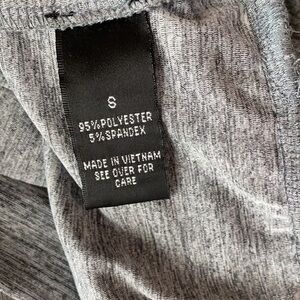 S
95%POLYESTER
5%SPANDEX
MADE IN VIETNAM
SEE OVER FOR
CARE